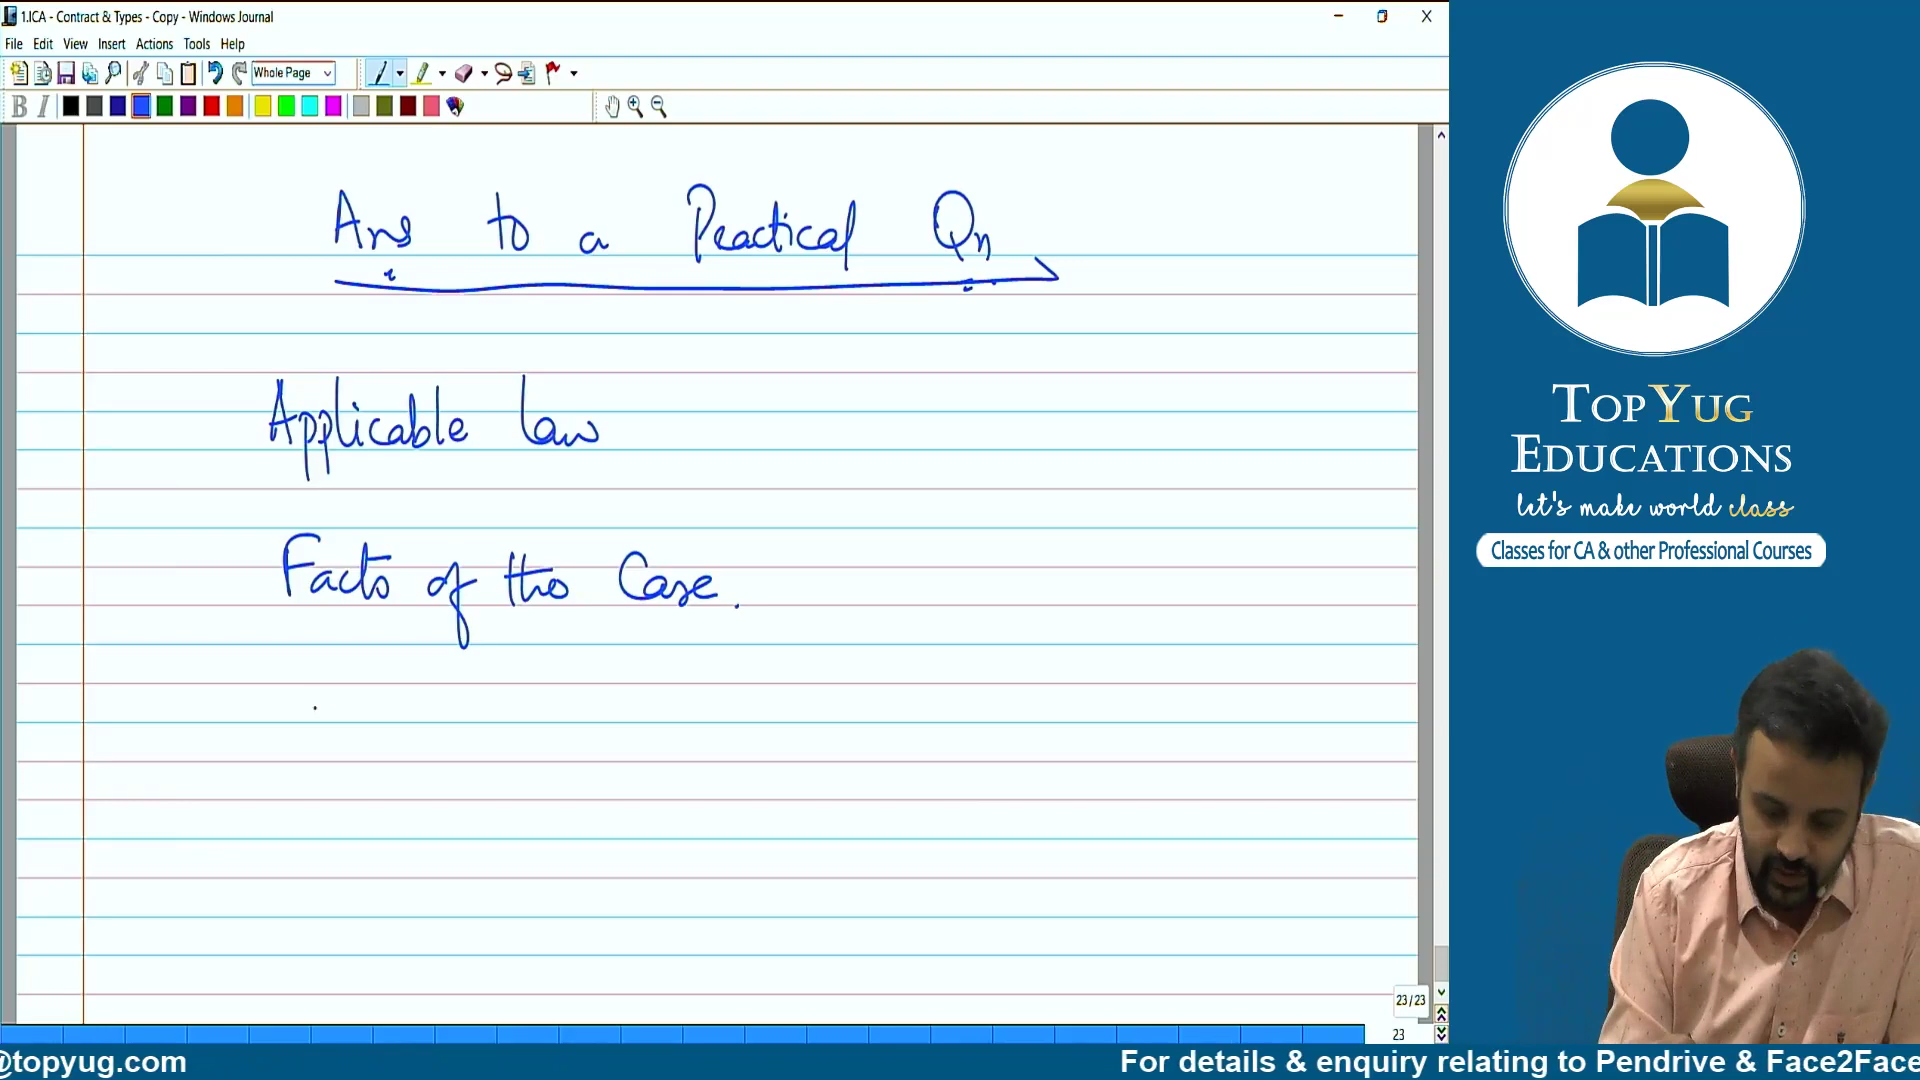 1.ICA - Contract & Types - Copy - Windows Journal
File Edit View Insert Actions Tools Help
Whole Page
B I
Ans to a Practical Qn
Applicable law
Facts of the Case.
23/23
23
TOPYUG
EDUCATIONS
let's make world class
Classes for CA & other Professional Courses
@topyug.com
For details & enquiry relating to Pendrive & Face2Face